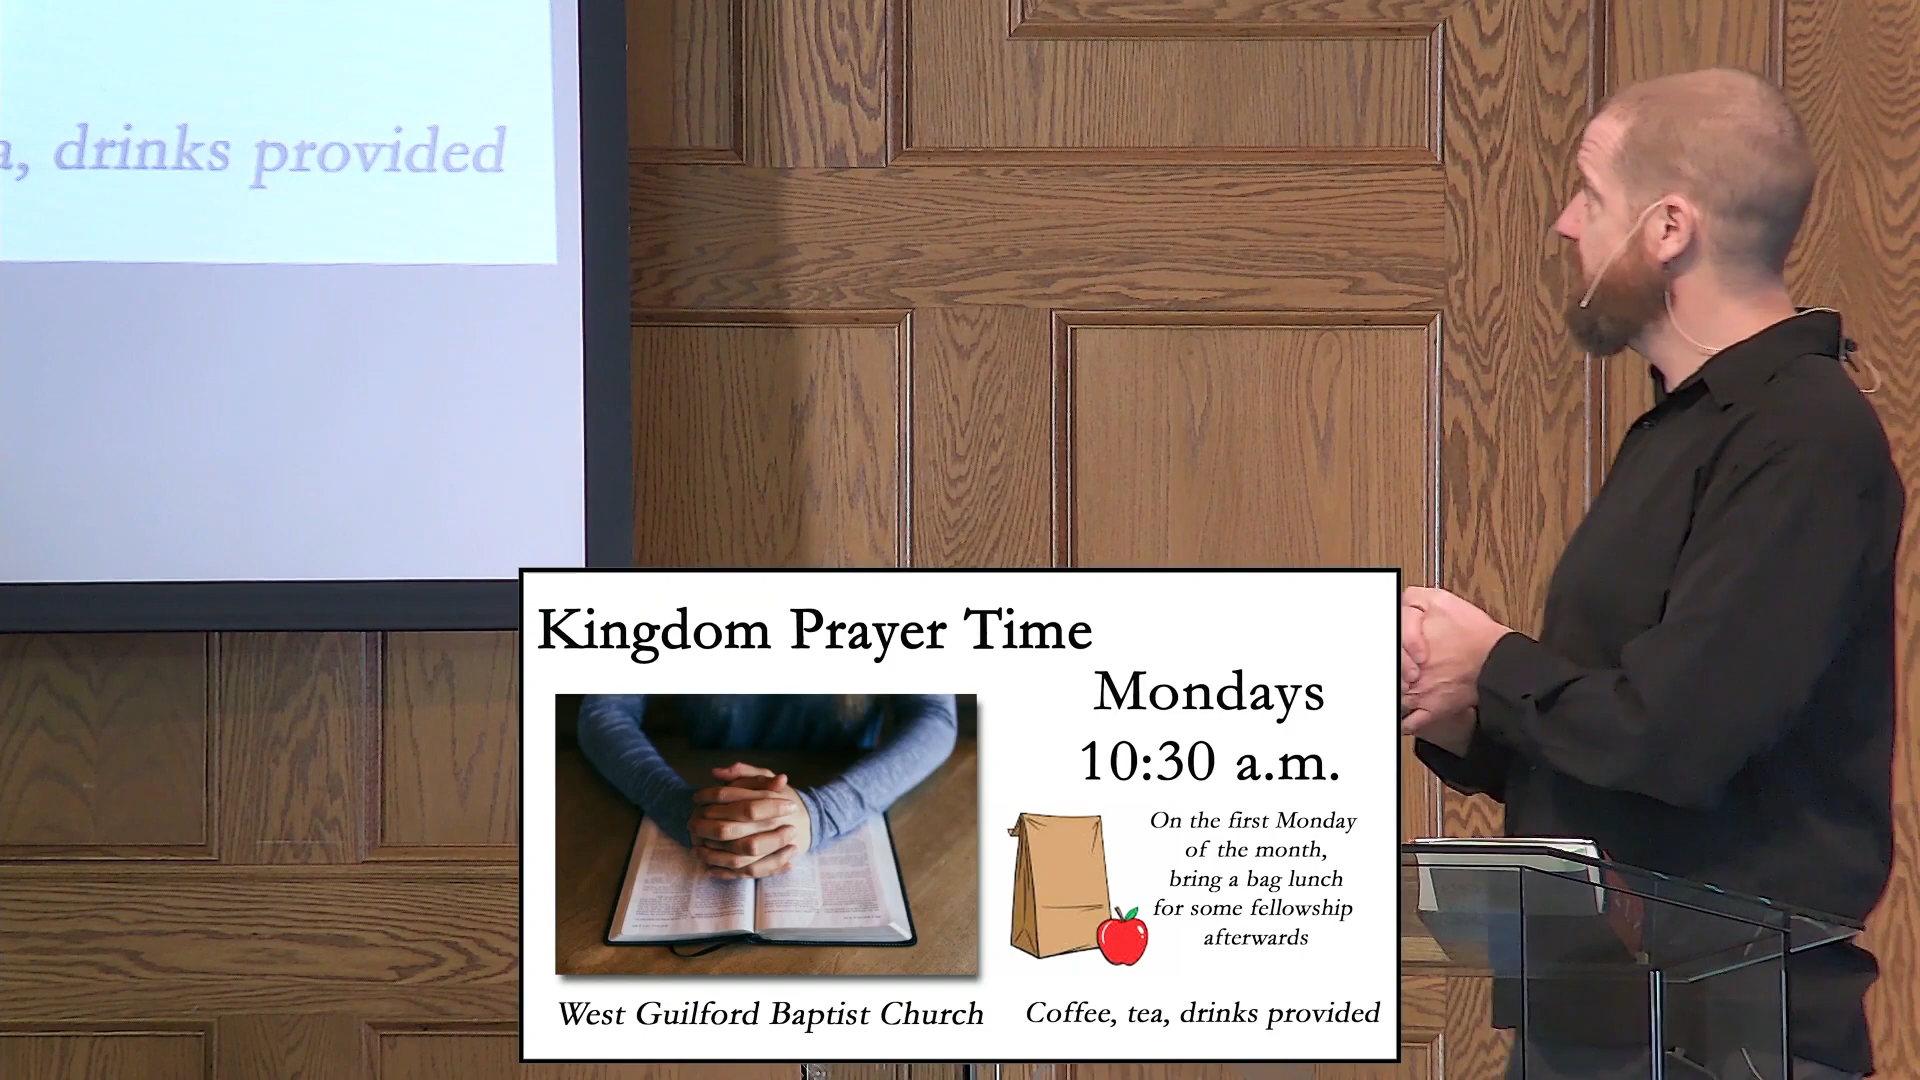 drinks provided
Kingdom Prayer Time
Mondays
10:30 a.m.
On the first Monday
of the month,
bring a bag lunch
for some fellowship
afterwards
West Guilford Baptist Church
Coffee, tea, drinks provided